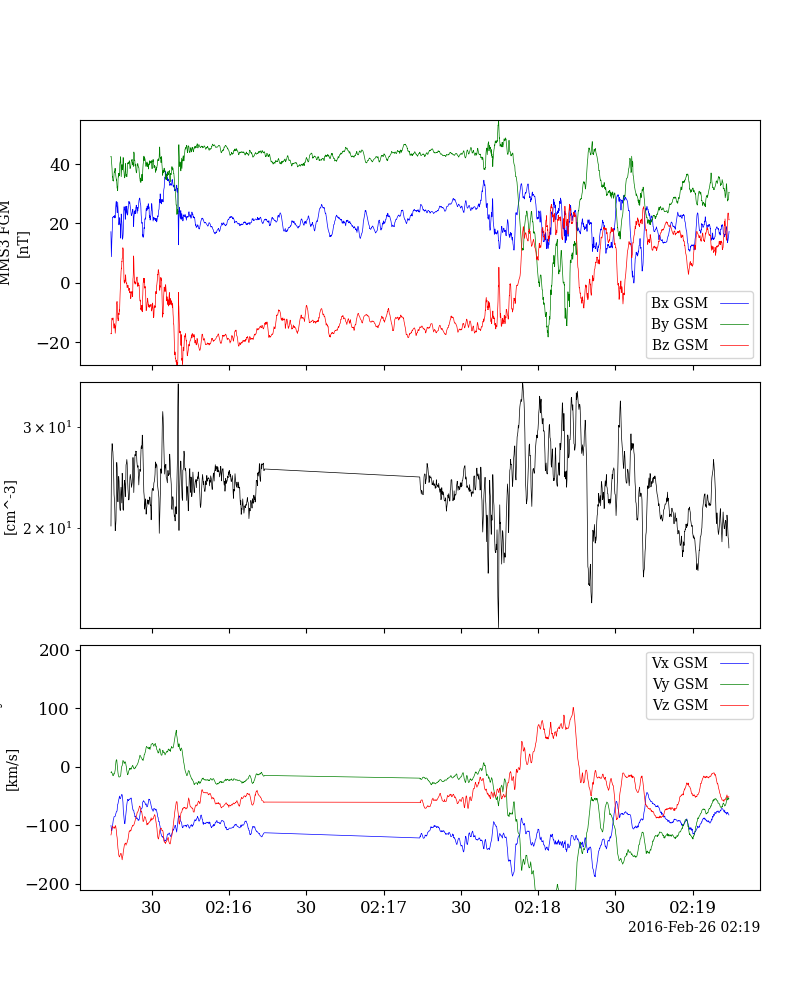 MMS3 FGM
[nT]
40
20
0
−20
Bx GSM
By GSM
Bz GSM
[cm^-3]
3×10¹
2×10¹
[km/s]
200
100
0
−100
−200
Vx GSM
Vy GSM
Vz GSM
30 02:16 30 02:17 30 02:18 30 02:19
2016-Feb-26 02:19